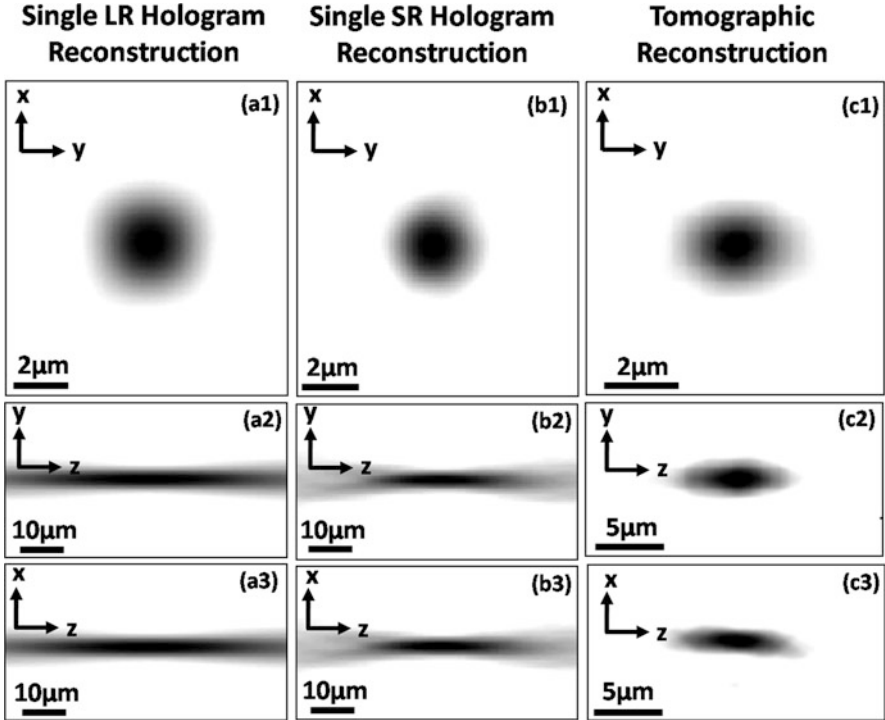 Single LR Hologram Reconstruction
Single SR Hologram Reconstruction
Tomographic Reconstruction
x
(a1)
y
2μm
x
(b1)
y
2μm
x
(c1)
y
2μm
y
(a2)
z
10μm
y
(b2)
z
10μm
y
(c2)
z
5μm
x
(a3)
z
10μm
x
(b3)
z
10μm
x
(c3)
z
5μm